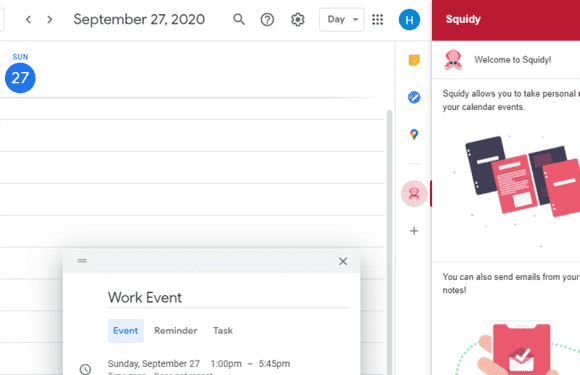 September 27, 2020
Day
H
Squidy
SUN
27
Welcome to Squidy!
Squidy allows you to take personal
your calendar events.
Work Event
Event Reminder Task
You can also send emails from your
notes!
Sunday, September 27 1:00pm – 5:45pm